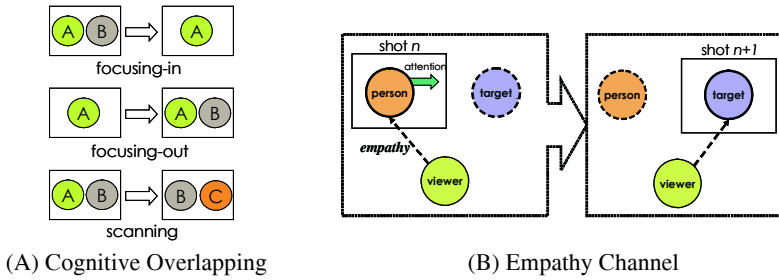 A B A
focusing-in
A A B
focusing-out
A B B C
scanning
(A) Cognitive Overlapping
shot n
attention
person
target
empathy
viewer
shot n+1
person
target
viewer
(B) Empathy Channel